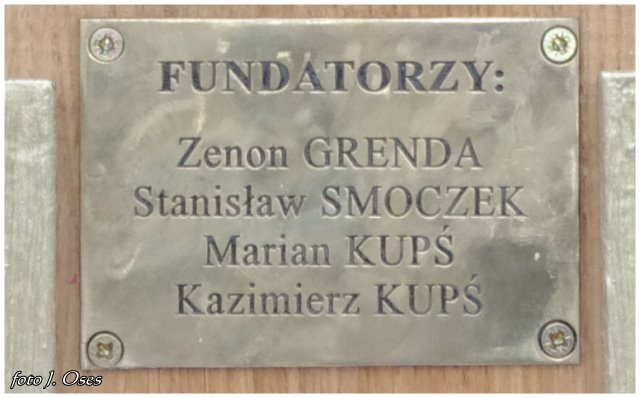 FUNDATORZY:
Zenon GRENDA
Stanisław SMOCZEK
Marian KUPŚ
Kazimierz KUPŚ
foto J. Oses